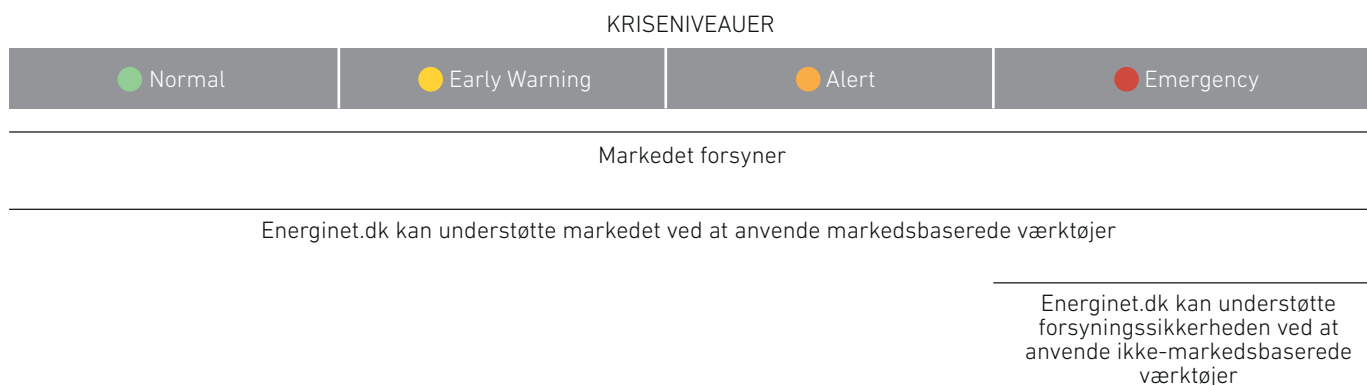 KRISENIVEAUER
Normal
Early Warning
Alert
Emergency
Markedet forsyner
Energinet.dk kan understøtte markedet ved at anvende markedsbaserede værktøjer
Energinet.dk kan understøtte
forsyningssikkerheden ved at
anvende ikke-markedsbaserede
værktøjer